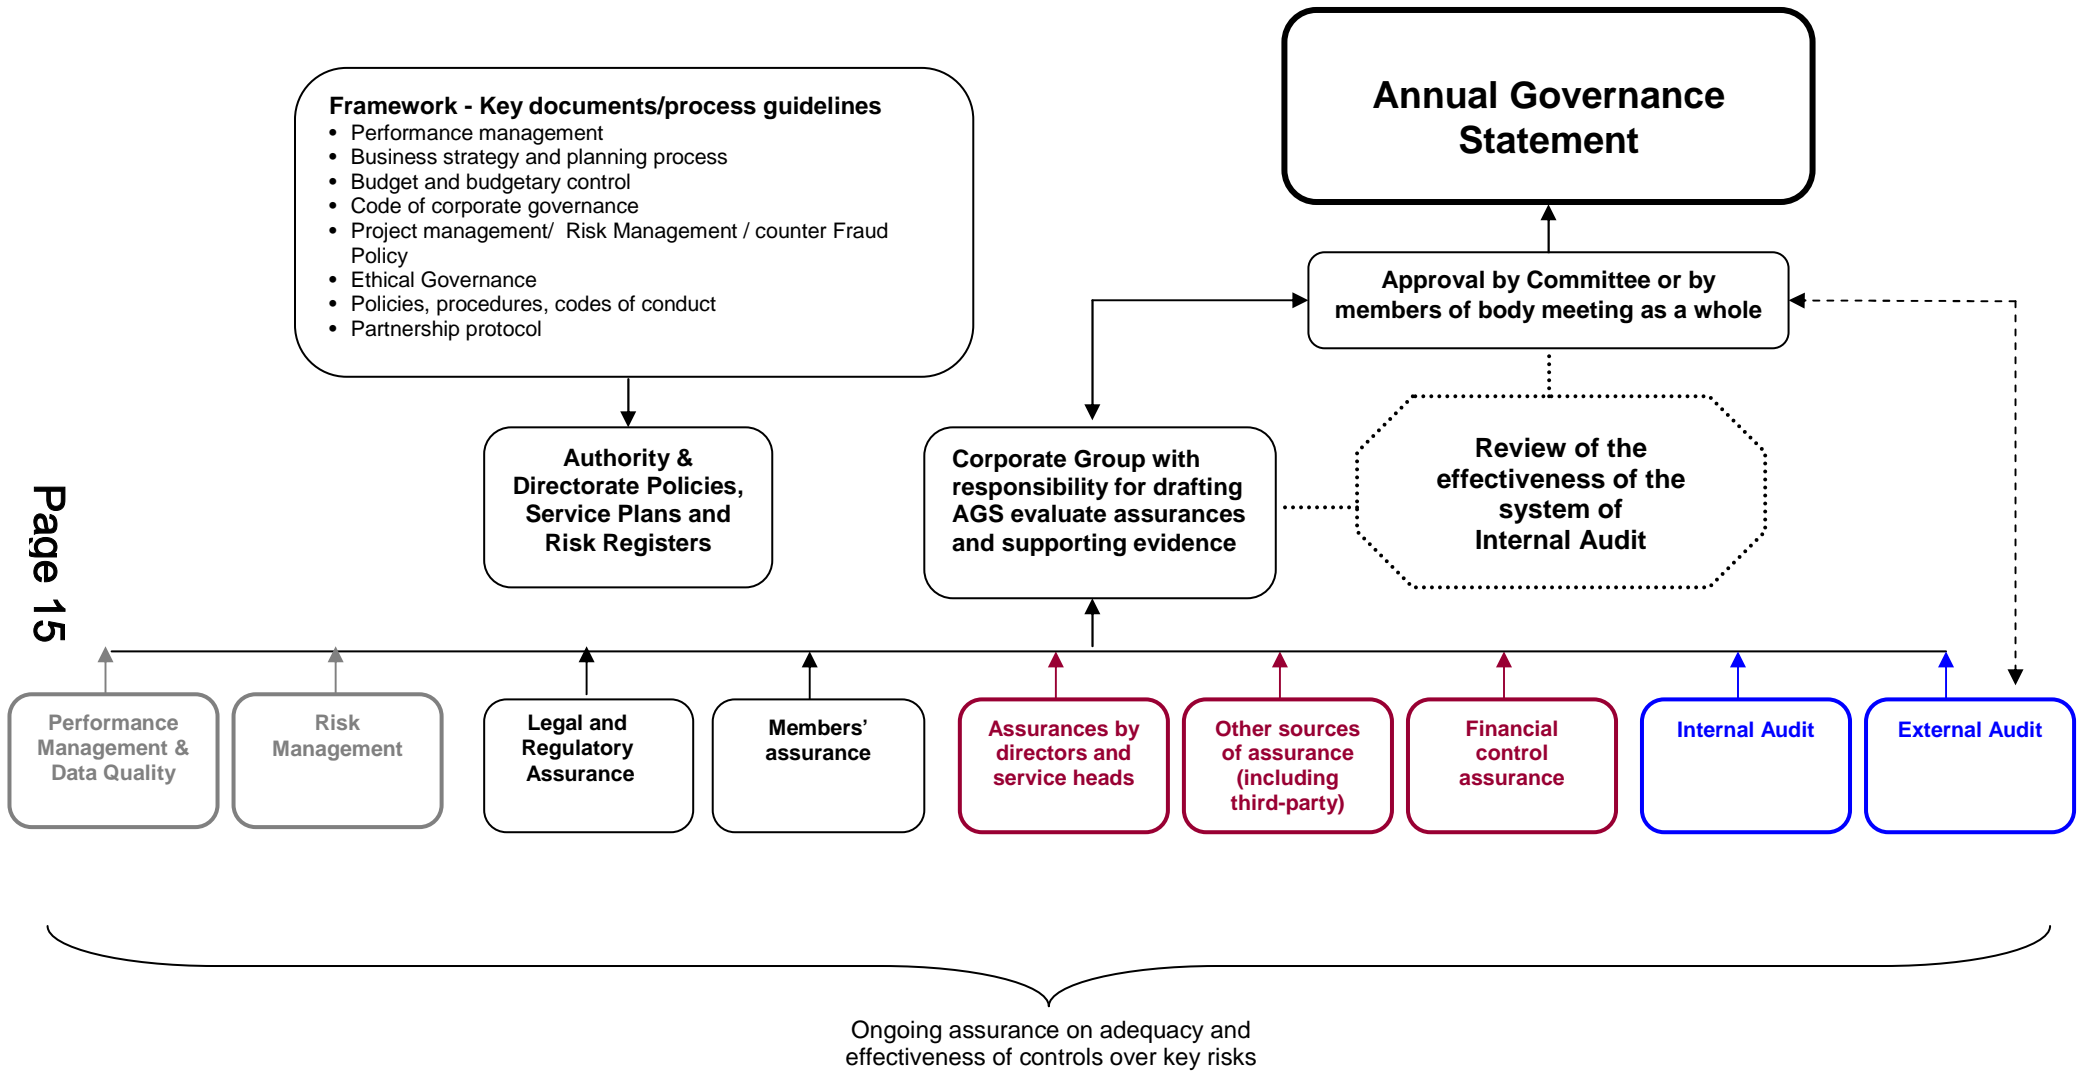 Annual Governance
Statement
Framework - Key documents/process guidelines
• Performance management
• Business strategy and planning process
• Budget and budgetary control
• Code of corporate governance
• Project management/ Risk Management / counter Fraud
Policy
• Ethical Governance
• Policies, procedures, codes of conduct
• Partnership protocol
Approval by Committee or by
members of body meeting as a whole
Authority &
Directorate Policies,
Service Plans and
Risk Registers
Corporate Group with
responsibility for drafting
AGS evaluate assurances
and supporting evidence
Review of the
effectiveness of the
system of
Internal Audit
Page 15
Performance
Management &
Data Quality
Risk
Management
Legal and
Regulatory
Assurance
Members’
assurance
Assurances by
directors and
service heads
Other sources
of assurance
(including
third-party)
Financial
control
assurance
Internal Audit
External Audit
Ongoing assurance on adequacy and
effectiveness of controls over key risks